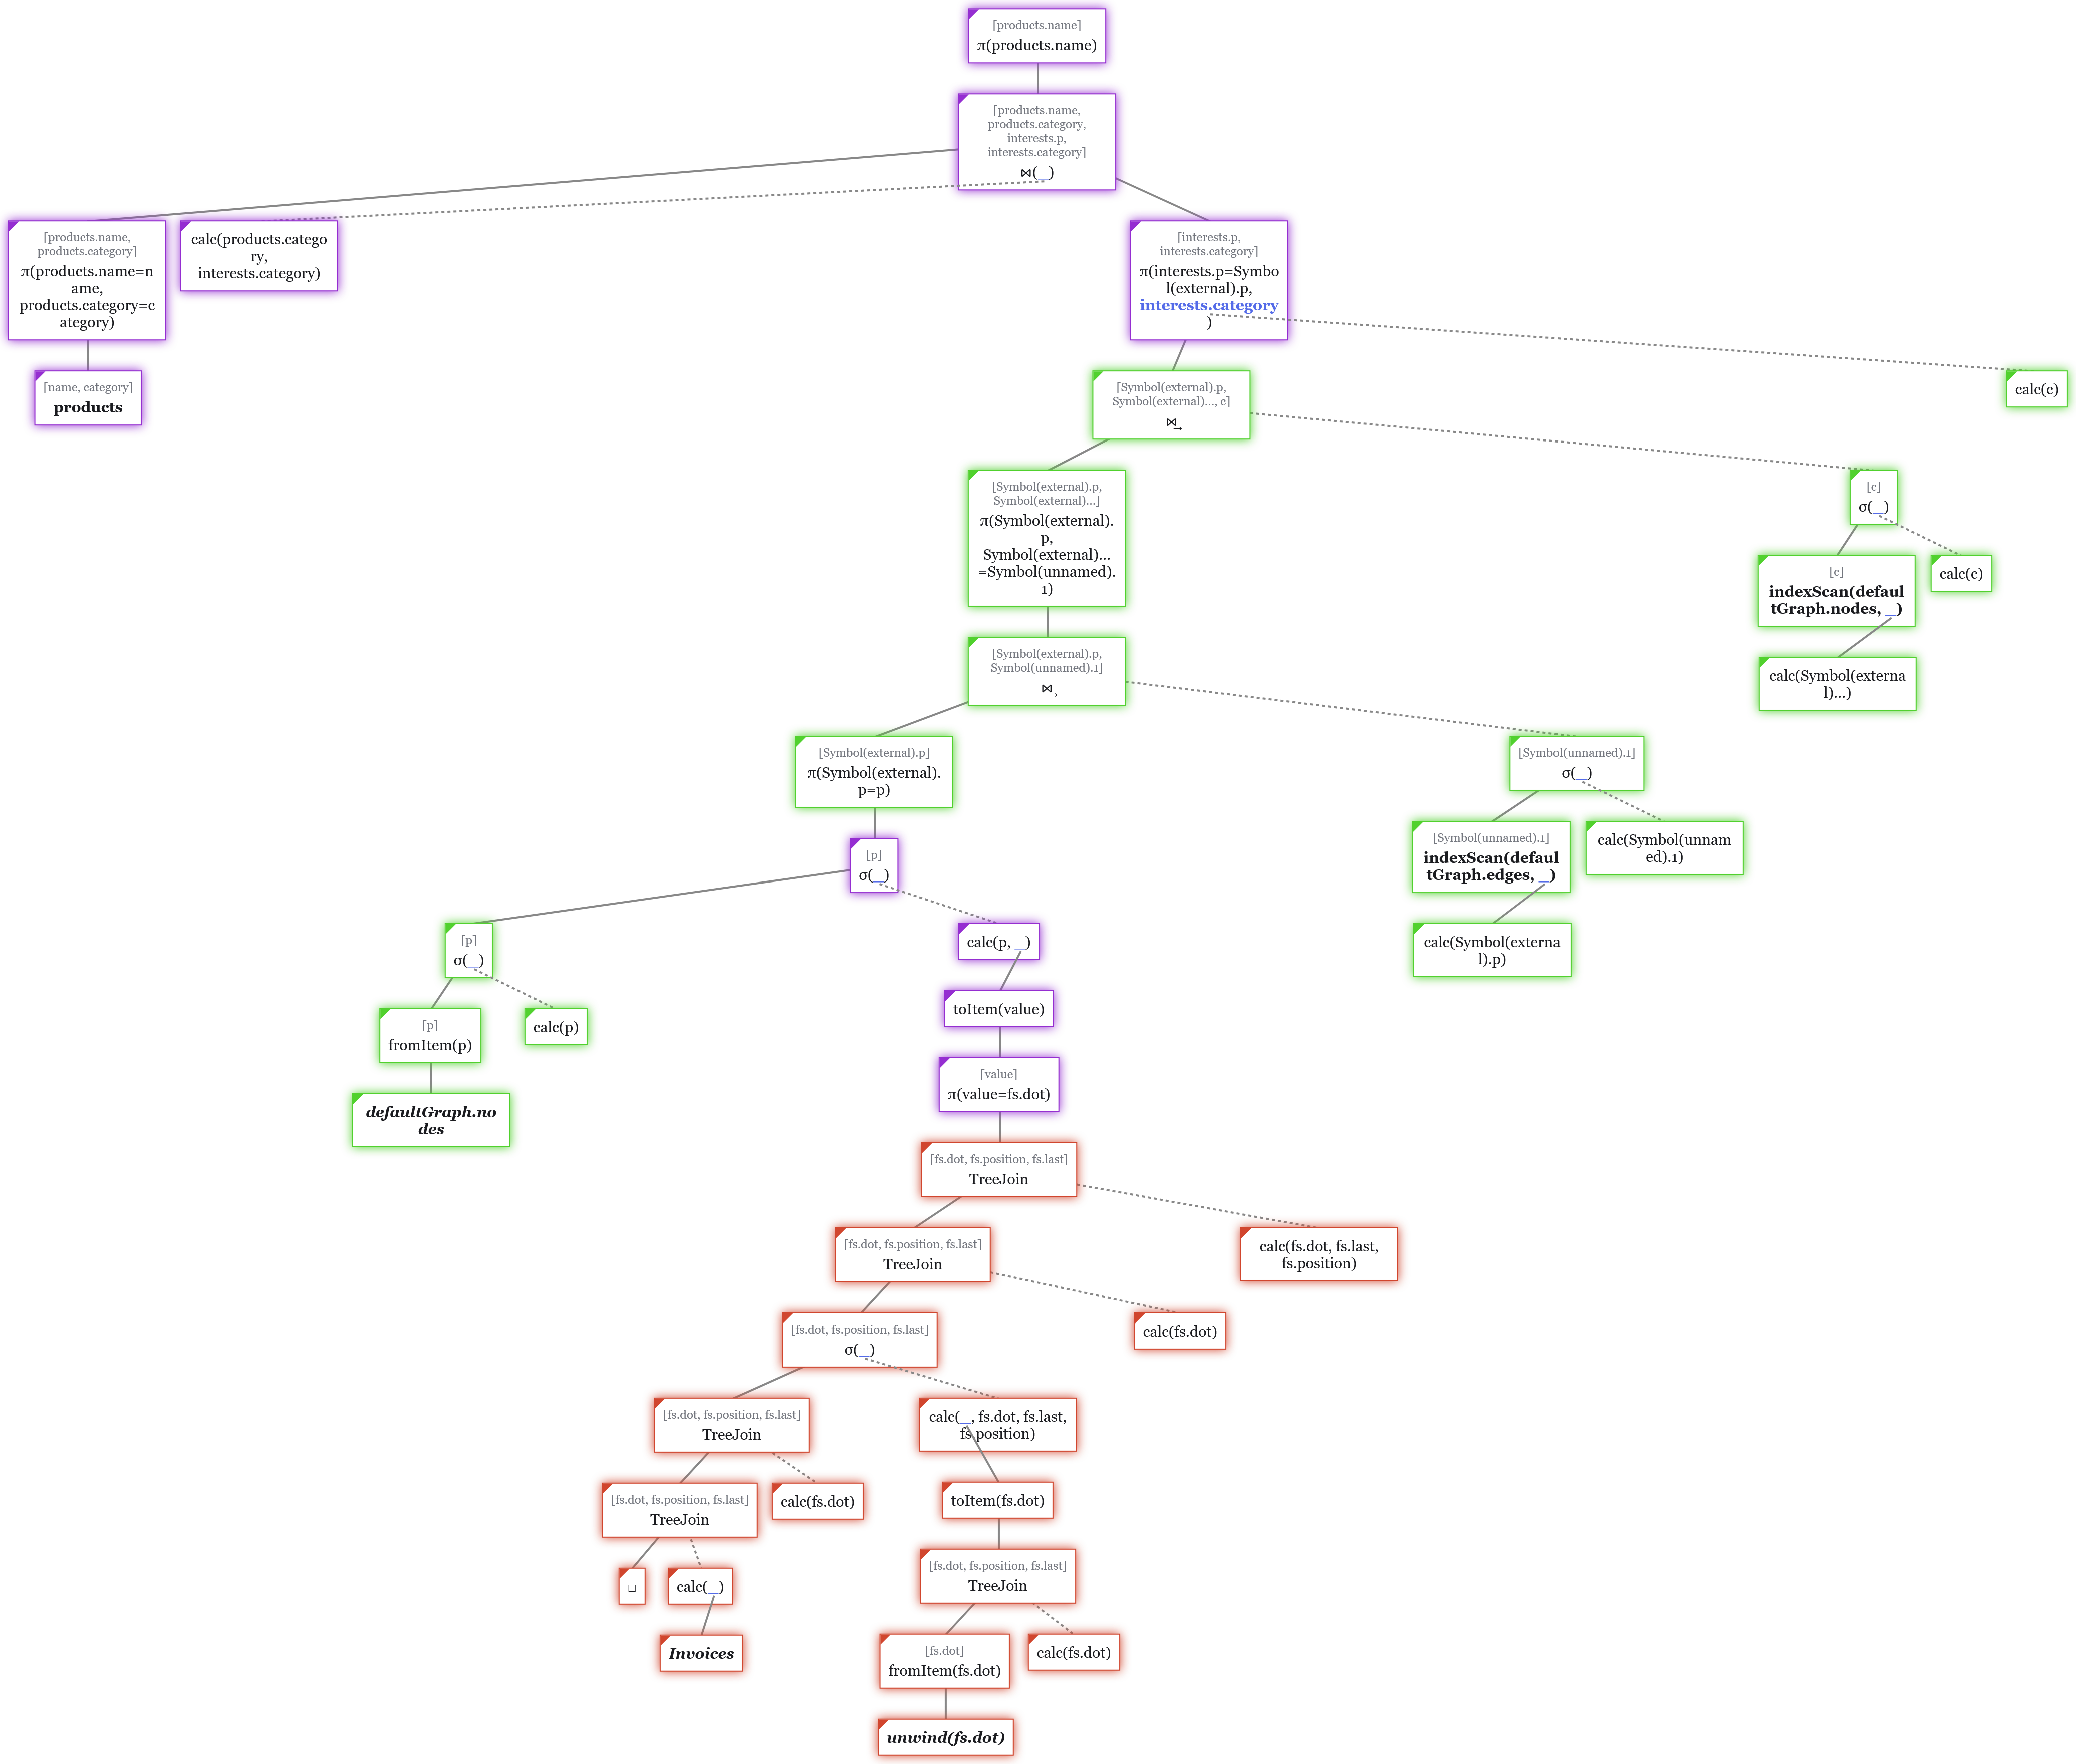 [products.name]
π(products.name)
[products.name,
products.category,
interests.p,
interests.category]
⋈(_)
[products.name,
products.category]
π(products.name=n
ame,
products.category=c
ategory)
calc(products.catego
ry,
interests.category)
[interests.p,
interests.category]
π(interests.p=Symbo
l(external).p,
interests.category
)
[name, category]
products
[Symbol(external).p,
Symbol(external)..., c]
⋈→
calc(c)
[Symbol(external).p,
Symbol(external)...]
π(Symbol(external).
p,
Symbol(external)...
=Symbol(unnamed).
1)
[c]
σ(_)
[c]
indexScan(defaul
tGraph.nodes, _)
calc(c)
calc(Symbol(externa
l)...)
[Symbol(external).p,
Symbol(unnamed).1]
⋈→
[Symbol(external).p]
π(Symbol(external).
p=p)
[Symbol(unnamed).1]
σ(_)
[Symbol(unnamed).1]
indexScan(defaul
tGraph.edges, _)
calc(Symbol(unnam
ed).1)
calc(Symbol(externa
l).p)
[p]
σ(_)
[p]
σ(_)
calc(p, _)
[p]
fromItem(p)
calc(p)
defaultGraph.no
des
toItem(value)
[value]
π(value=fs.dot)
[fs.dot, fs.position, fs.last]
TreeJoin
[fs.dot, fs.position, fs.last]
TreeJoin
calc(fs.dot, fs.last,
fs.position)
[fs.dot, fs.position, fs.last]
σ(_)
calc(fs.dot)
[fs.dot, fs.position, fs.last]
TreeJoin
calc(_, fs.dot, fs.last,
fs.position)
[fs.dot, fs.position, fs.last]
TreeJoin
calc(fs.dot)
toItem(fs.dot)
□
calc(_)
[fs.dot, fs.position, fs.last]
TreeJoin
Invoices
[fs.dot]
fromItem(fs.dot)
calc(fs.dot)
unwind(fs.dot)